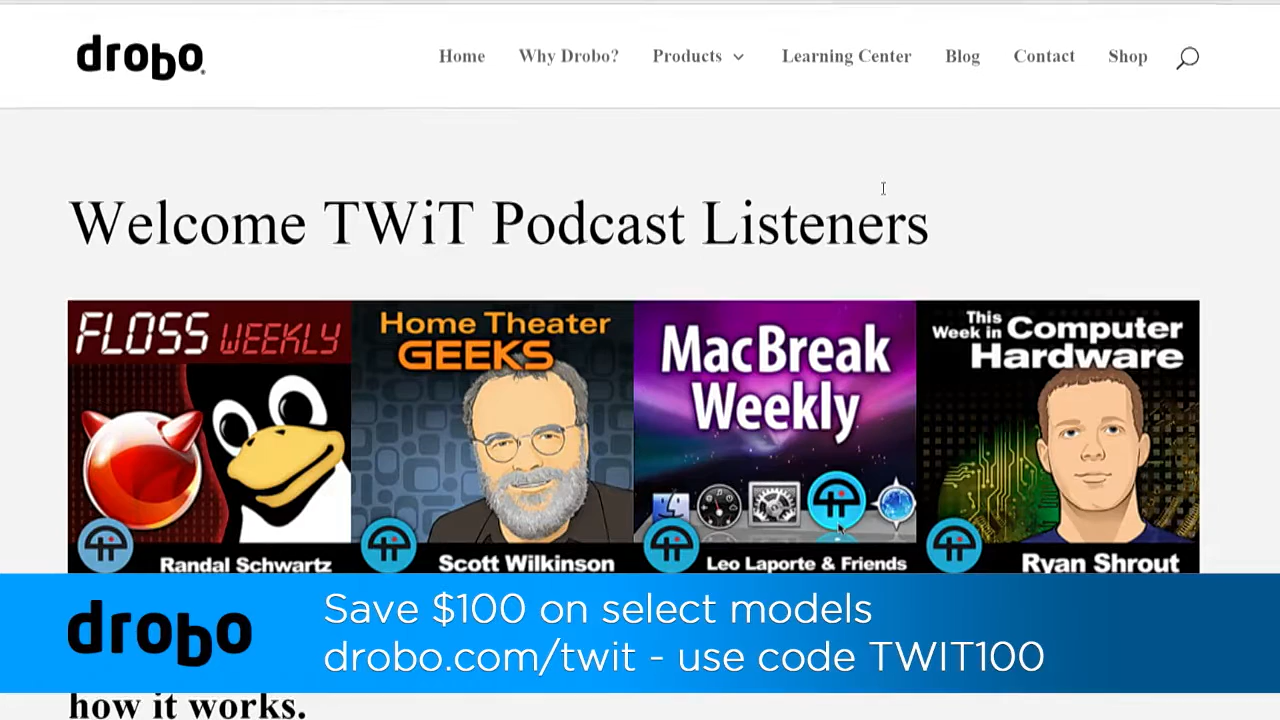 drobo
Home Why Drobo? Products Learning Center Blog Contact Shop
Welcome TWiT Podcast Listeners
FLOSS WEEKLY
Randal Schwartz
Home Theater
GEEKS
Scott Wilkinson
MacBreak
Weekly
Leo Laporte & Friends
This
Week in Computer
Hardware
Ryan Shrout
drobo
Save $100 on select models
drobo.com/twit - use code TWIT100
how it works.